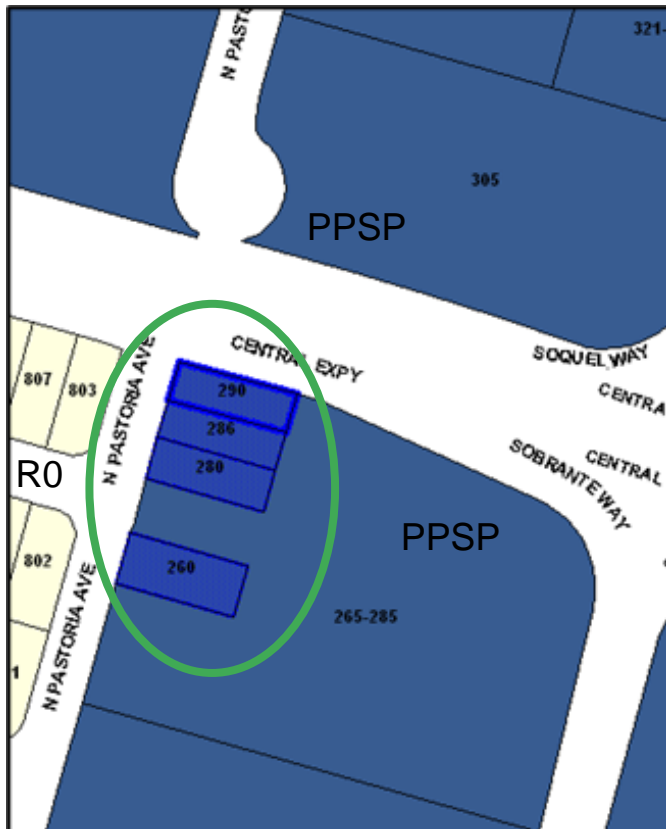 N PASTO
321-
305
PPSP
CENTRAL EXPY
SOQUEL WAY
807
803
N PASTORIA AVE
290
CENTRA
286
280
R0
SOBRANTE WAY
CENTRAL
PPSP
802
260
265-285
N PASTORIA AVE
1